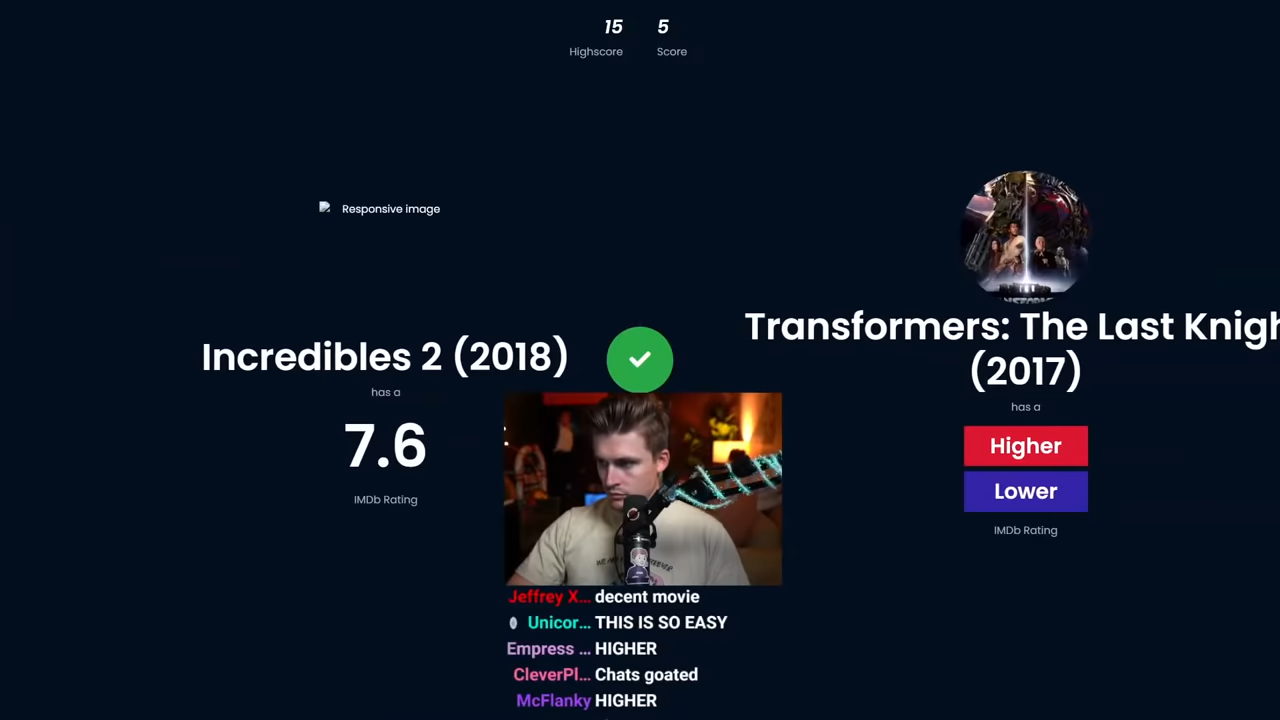 15
Highscore
5
Score
Responsive image
Incredibles 2 (2018)
has a
7.6
IMDb Rating
Transformers: The Last Knigh
(2017)
has a
Higher
Lower
IMDb Rating
Jeffrey X... decent movie
Unicor... THIS IS SO EASY
Empress ... HIGHER
CleverPl... Chats goated
McFlanky HIGHER